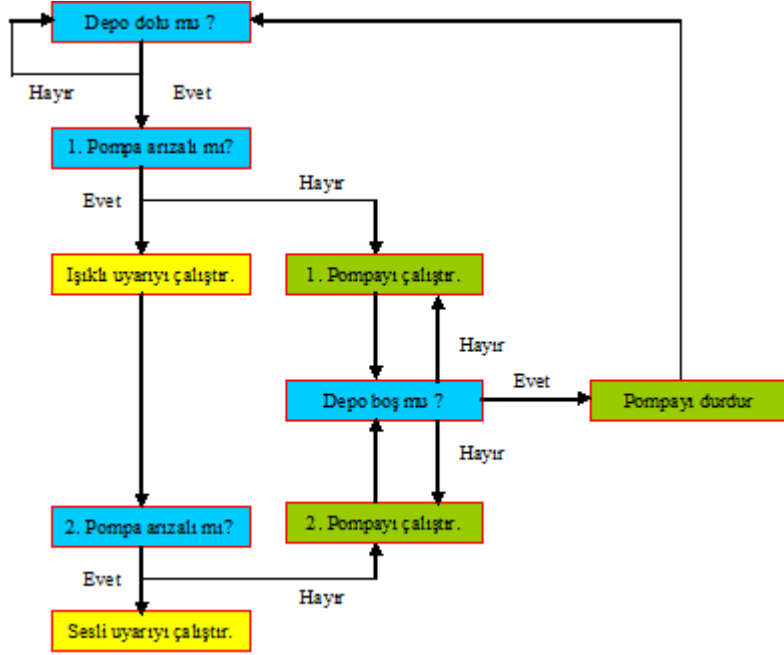 Depo dolu mu ?
Hayır
Evet
1. Pompa arızalı mı?
Hayır
Evet
Işıklı uyarıyı çalıştır.
1. Pompayı çalıştır.
Hayır
Evet
Depo boş mu ?
Pompayı durdur
Hayır
2. Pompa arızalı mı?
2. Pompayı çalıştır.
Evet
Hayır
Sesli uyarıyı çalıştır.